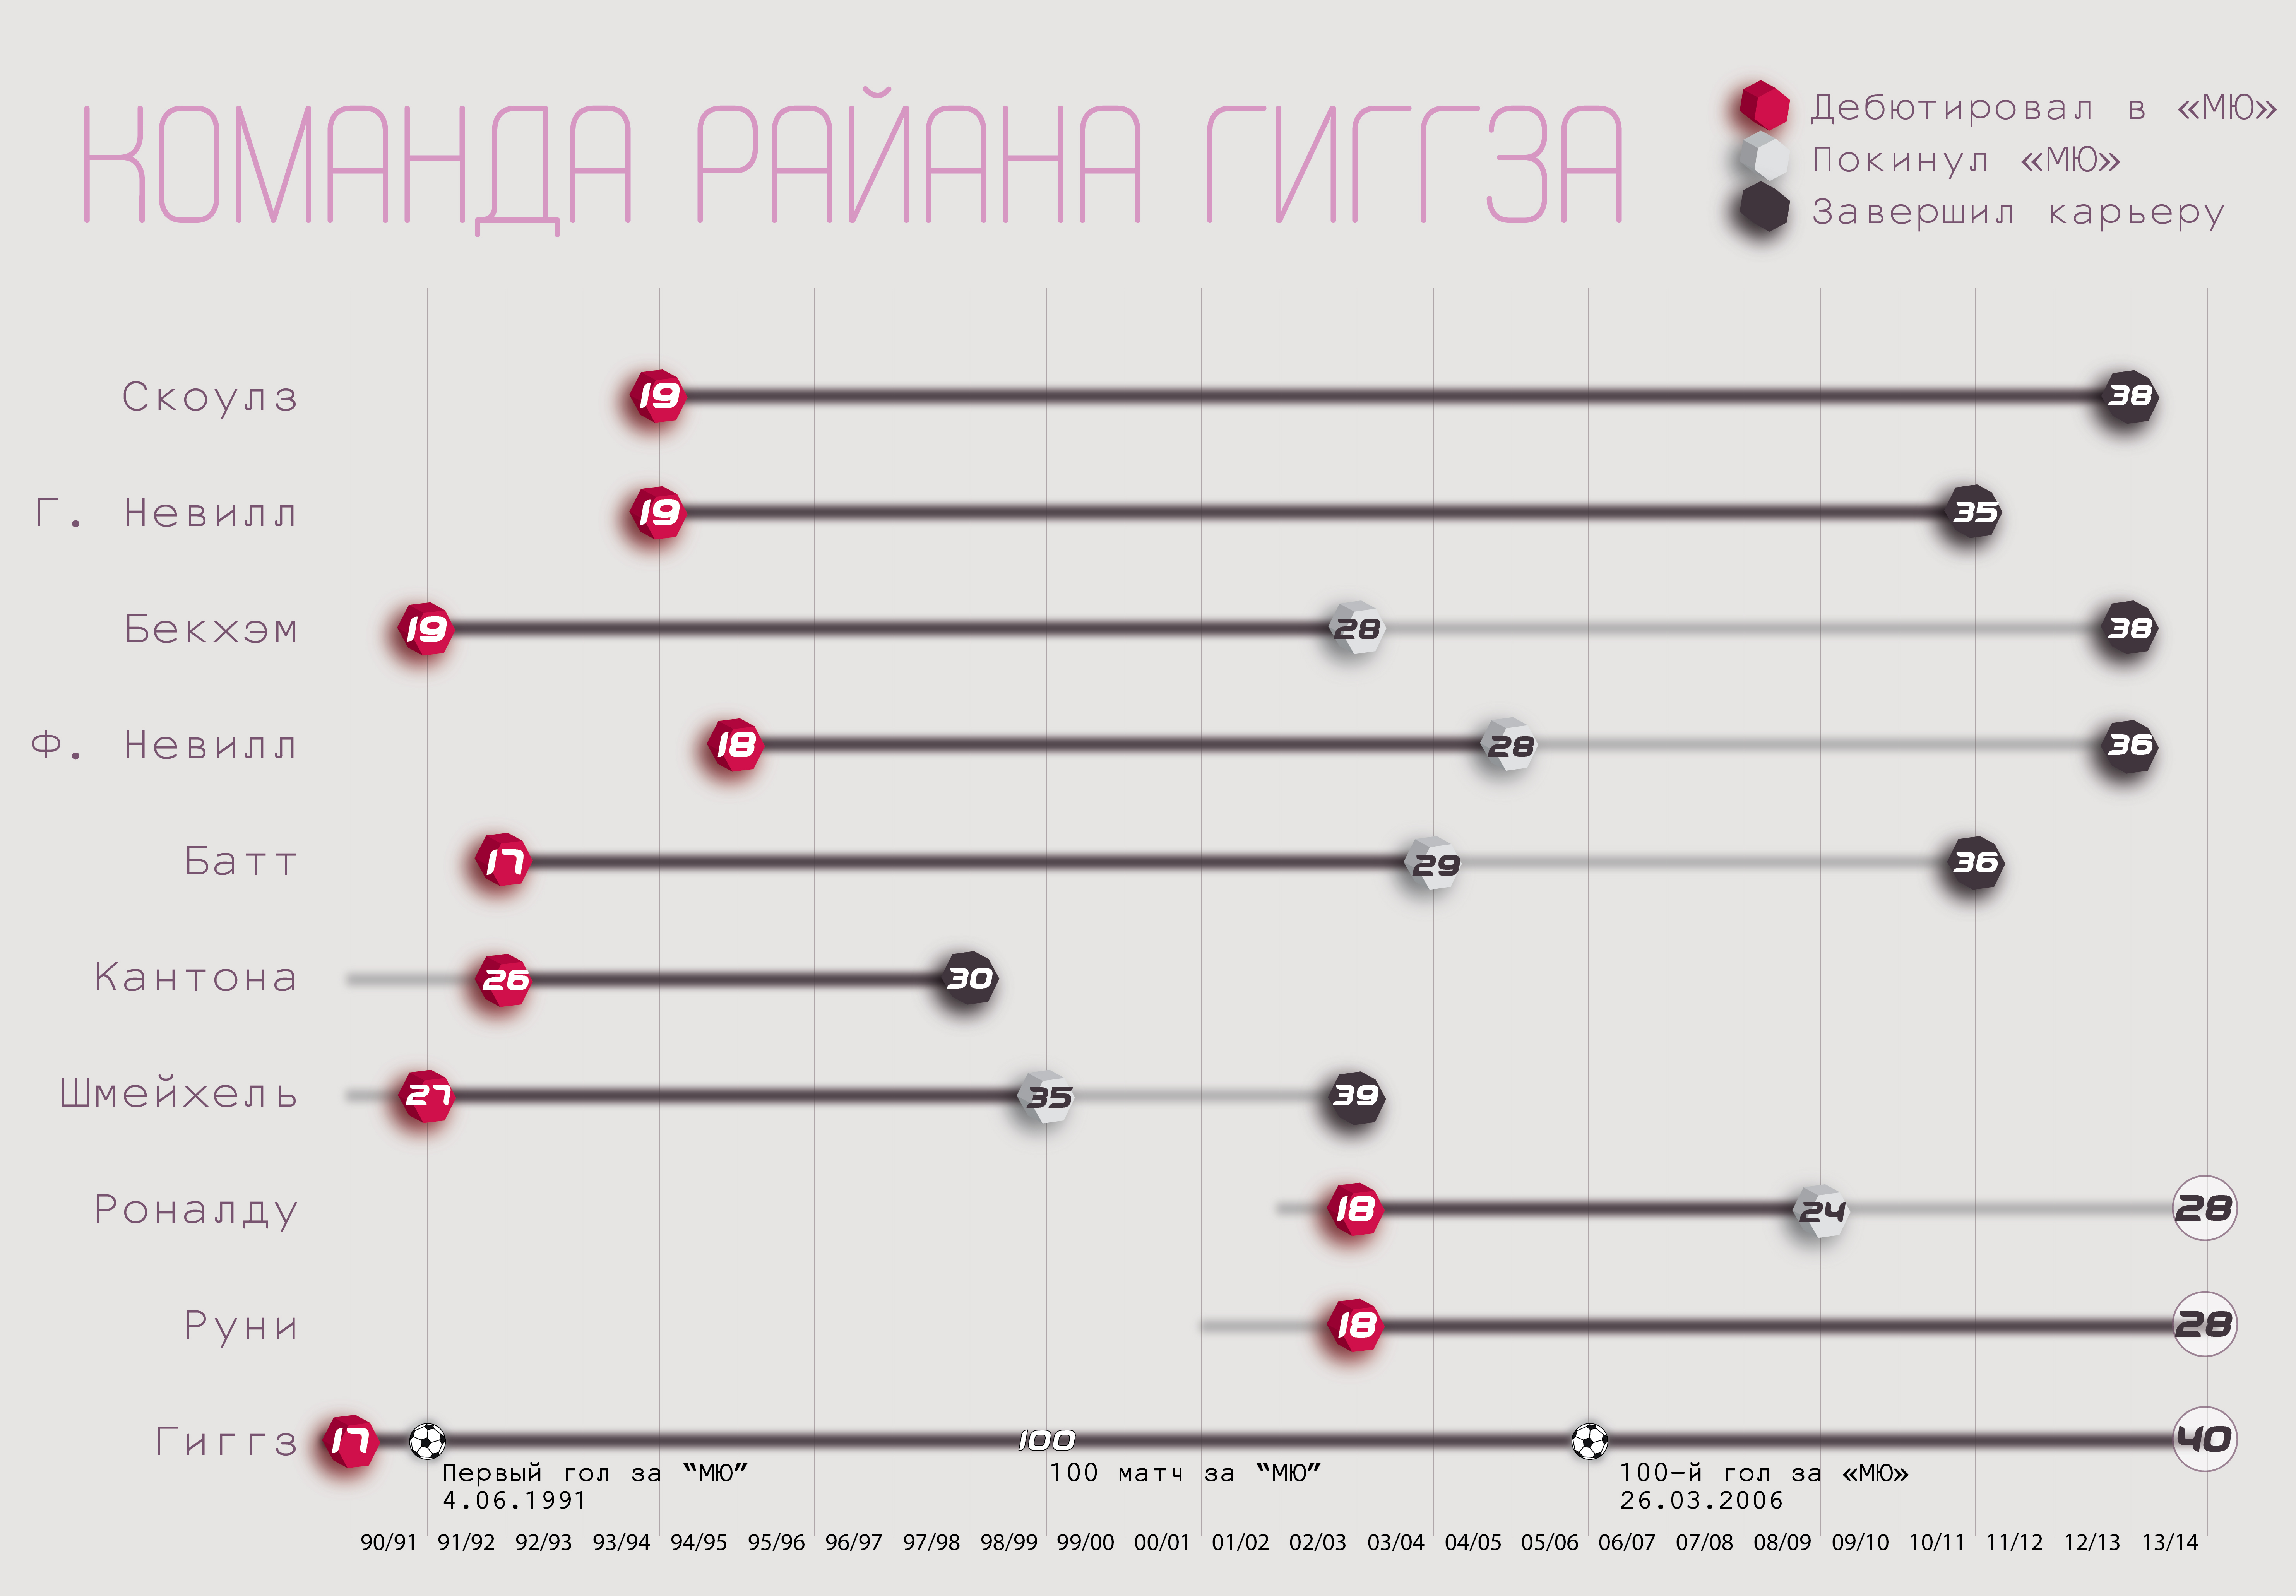 КОМАНДА РАЙАНА ГИГГЗА
Дебютировал в «МЮ»
Покинул «МЮ»
Завершил карьеру
Скоулз 19 38
Г. Невилл 19 35
Бекхэм 19 28 38
Ф. Невилл 18 28 36
Батт 17 29 36
Кантона 26 30
Шмейхель 27 35 39
Роналду 18 24 28
Руни 18 28
Гиггз 17 100 40
Первый гол за "МЮ" 100 матч за "МЮ" 100-й гол за «МЮ»
4.06.1991 26.03.2006
90/91 91/92 92/93 93/94 94/95 95/96 96/97 97/98 98/99 99/00 00/01 01/02 02/03 03/04 04/05 05/06 06/07 07/08 08/09 09/10 10/11 11/12 12/13 13/14